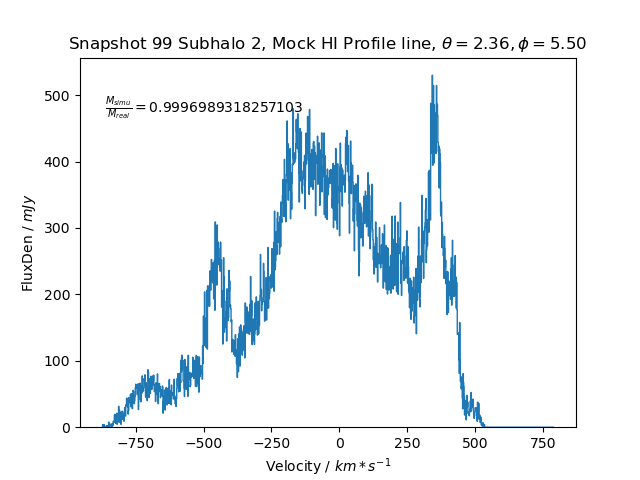 Snapshot 99 Subhalo 2, Mock HI Profile line, θ = 2.36, ϕ = 5.50
M_simu/M_real = 0.9996989318257103
FluxDen / mJy
500
400
300
200
100
0
−750 −500 −250 0 250 500 750
Velocity / km * s⁻¹